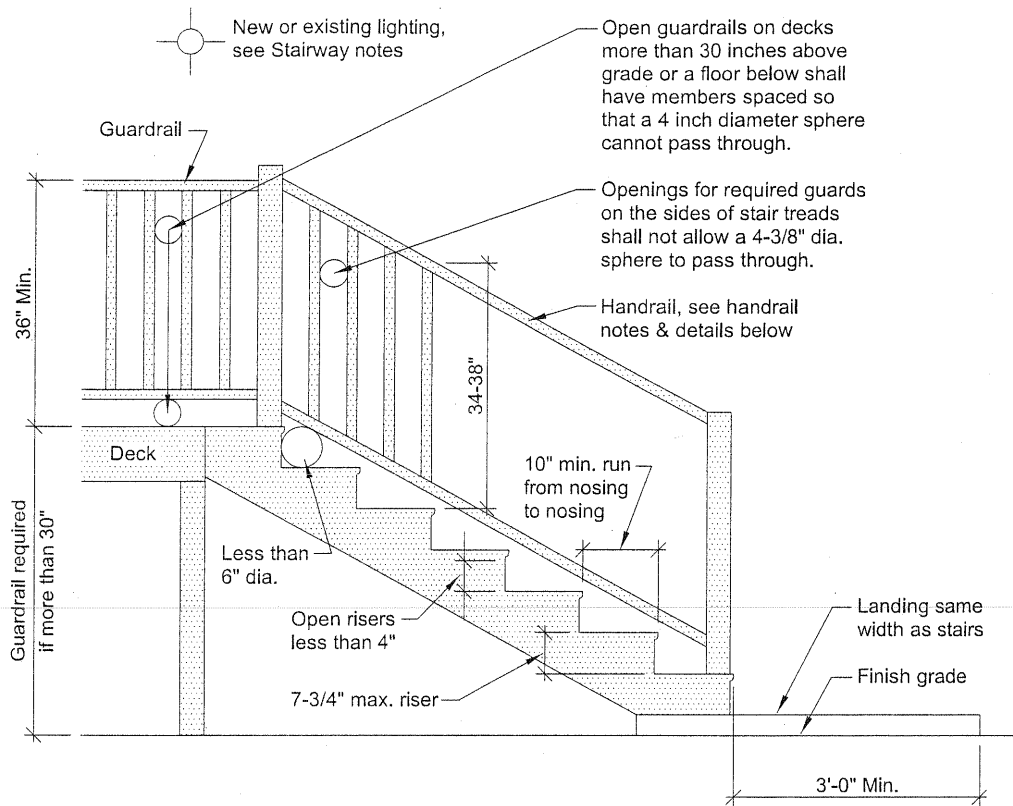 New or existing lighting,
see Stairway notes
Open guardrails on decks
more than 30 inches above
grade or a floor below shall
have members spaced so
that a 4 inch diameter sphere
cannot pass through.
Guardrail
Openings for required guards
on the sides of stair treads
shall not allow a 4-3/8" dia.
sphere to pass through.
36" Min.
Handrail, see handrail
notes & details below
34-38"
Deck
10" min. run
from nosing
to nosing
Guardrail required
if more than 30"
Less than
6" dia.
Open risers
less than 4"
Landing same
width as stairs
7-3/4" max. riser
Finish grade
3'-0" Min.